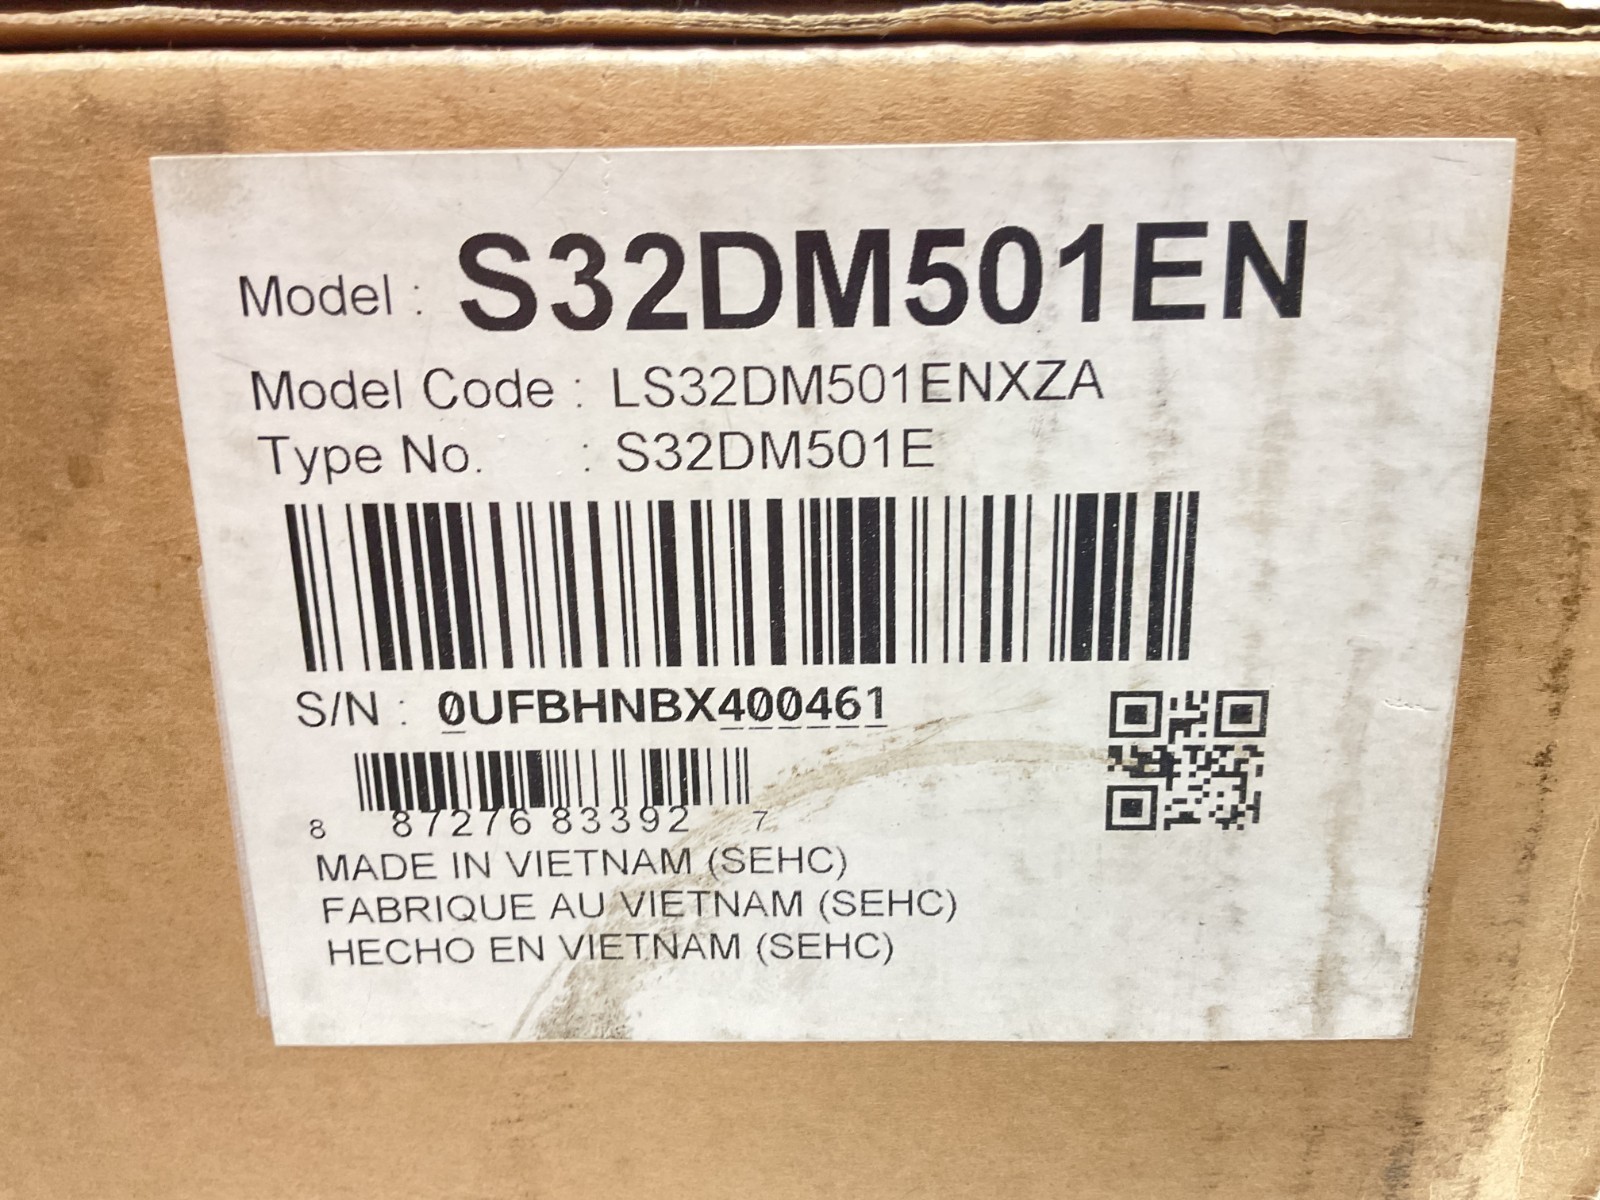 Model : S32DM501EN
Model Code : LS32DM501ENXZA
Type No. : S32DM501E
S/N : 0UFBHNBX400461
8 87276 83392 7
MADE IN VIETNAM (SEHC)
FABRIQUE AU VIETNAM (SEHC)
HECHO EN VIETNAM (SEHC)